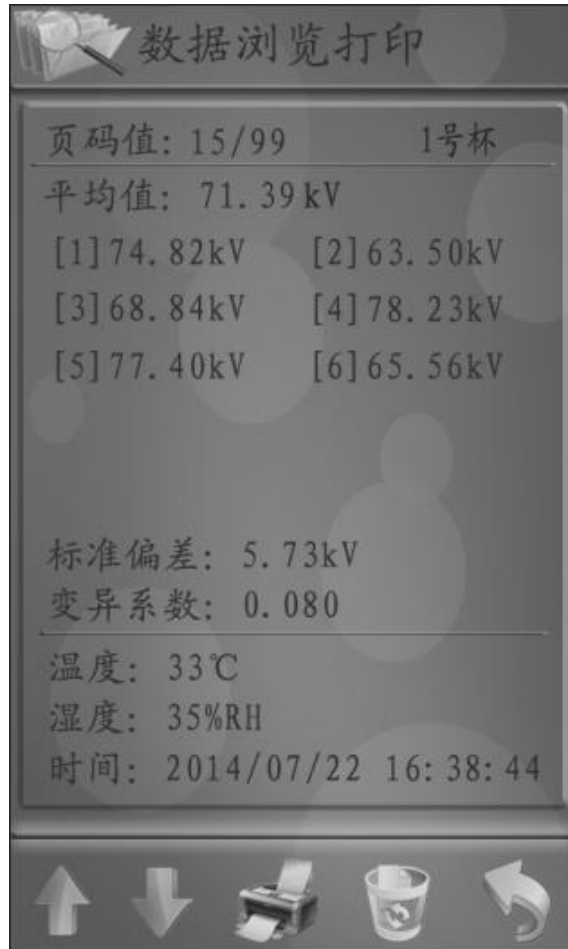 数据浏览打印
页码值: 15/99 1号杯
平均值: 71.39kV
[1]74.82kV [2]63.50kV
[3]68.84kV [4]78.23kV
[5]77.40kV [6]65.56kV
标准偏差: 5.73kV
变异系数: 0.080
温度: 33℃
湿度: 35%RH
时间: 2014/07/22 16:38:44